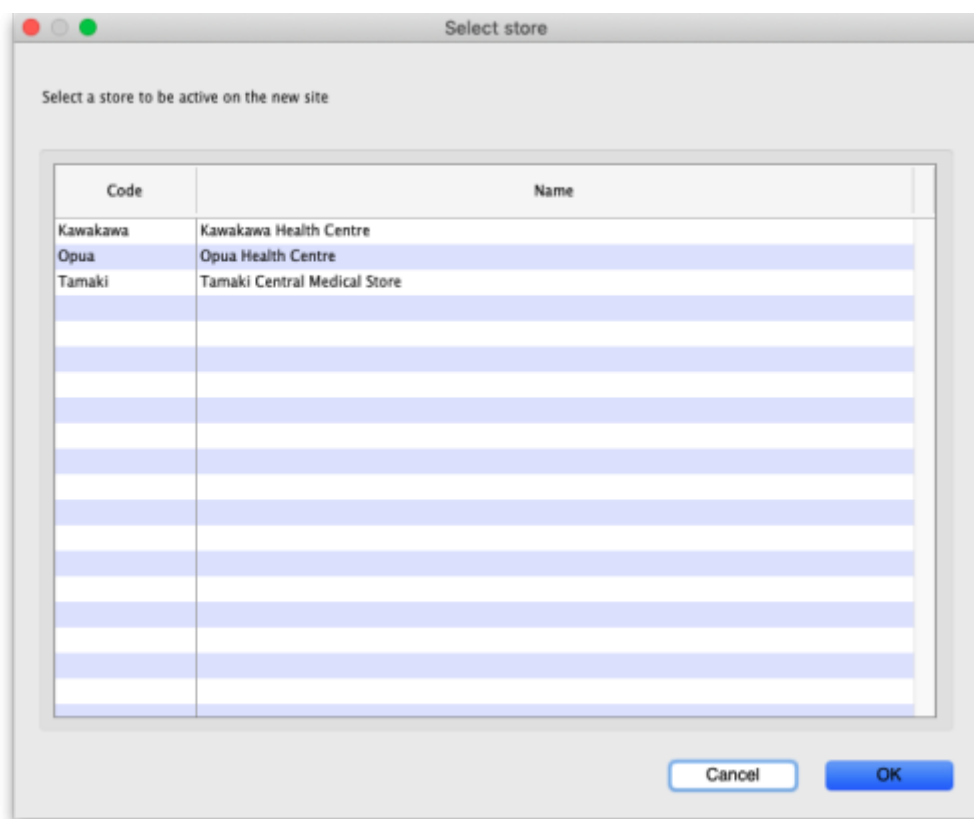 Select store
Select a store to be active on the new site
Code Name
Kawakawa Kawakawa Health Centre
Opua Opua Health Centre
Tamaki Tamaki Central Medical Store
Cancel OK